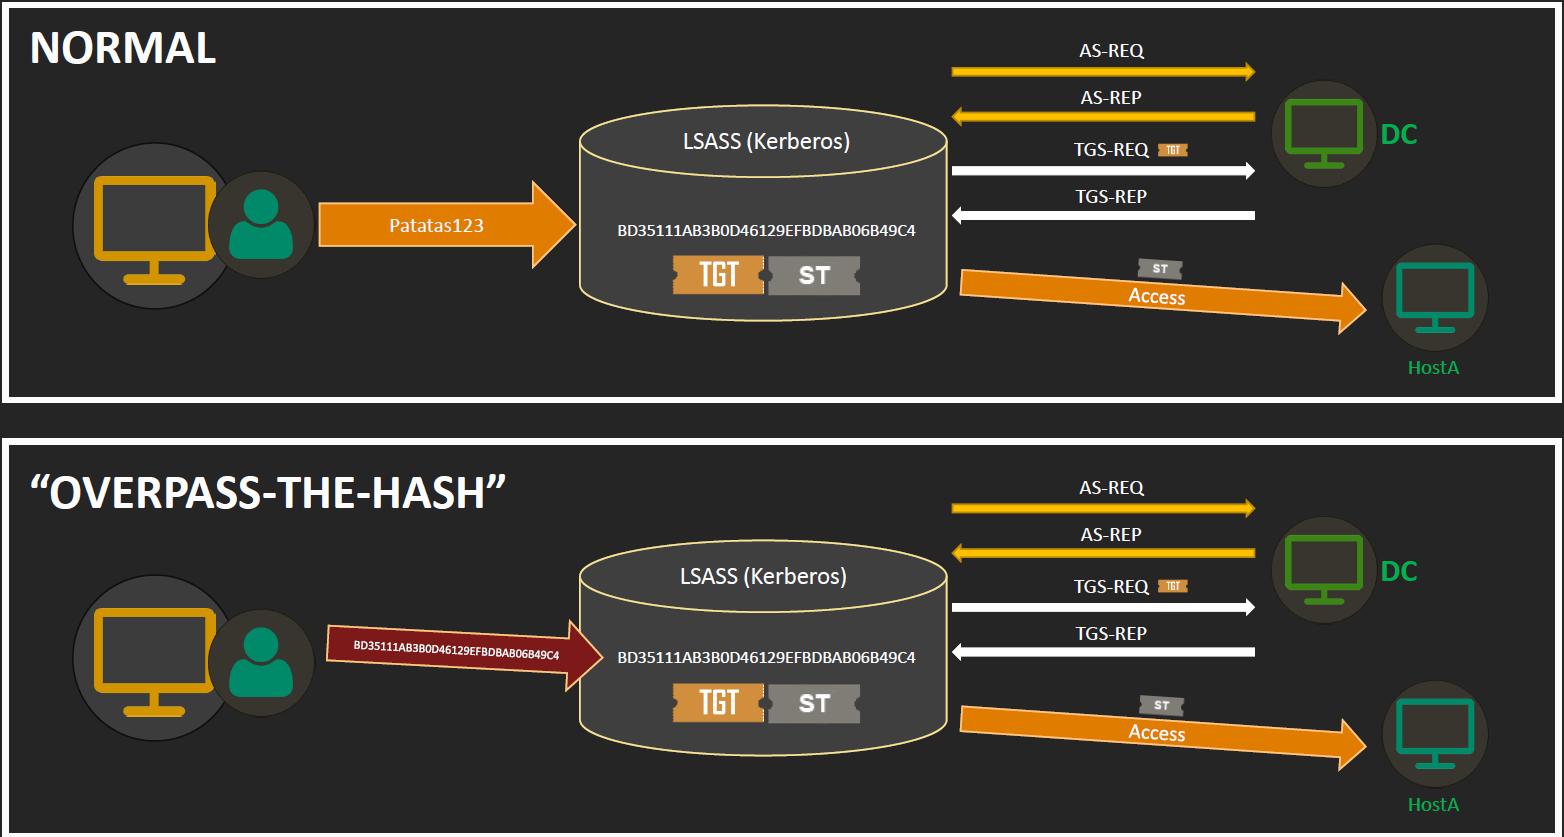 NORMAL
AS-REQ
AS-REP
DC
LSASS (Kerberos)
TGS-REQ TGT
TGS-REP
Patatas123
BD35111AB3B0D46129EFBDBAB06B49C4
TGT ST
ST
Access
HostA
“OVERPASS-THE-HASH”
AS-REQ
AS-REP
DC
LSASS (Kerberos)
TGS-REQ TGT
TGS-REP
BD35111AB3B0D46129EFBDBAB06B49C4
BD35111AB3B0D46129EFBDBAB06B49C4
TGT ST
ST
Access
HostA